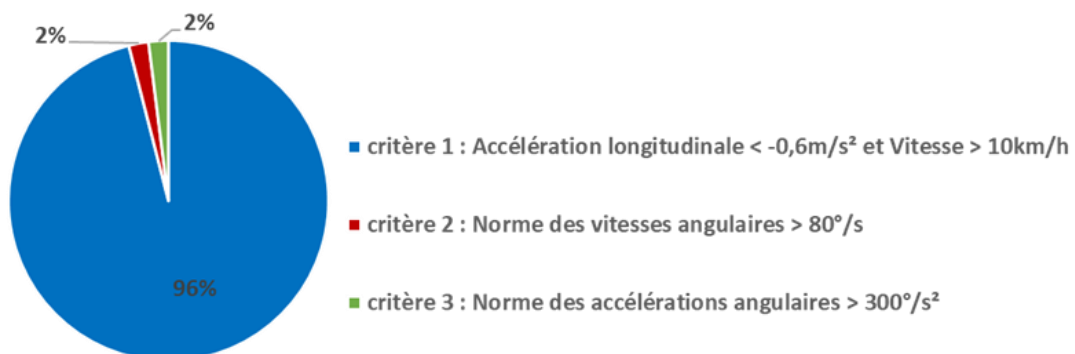 2%
2%
critère 1 : Accélération longitudinale < -0,6m/s² et Vitesse > 10km/h
critère 2 : Norme des vitesses angulaires > 80°/s
96%
critère 3 : Norme des accélérations angulaires > 300°/s²